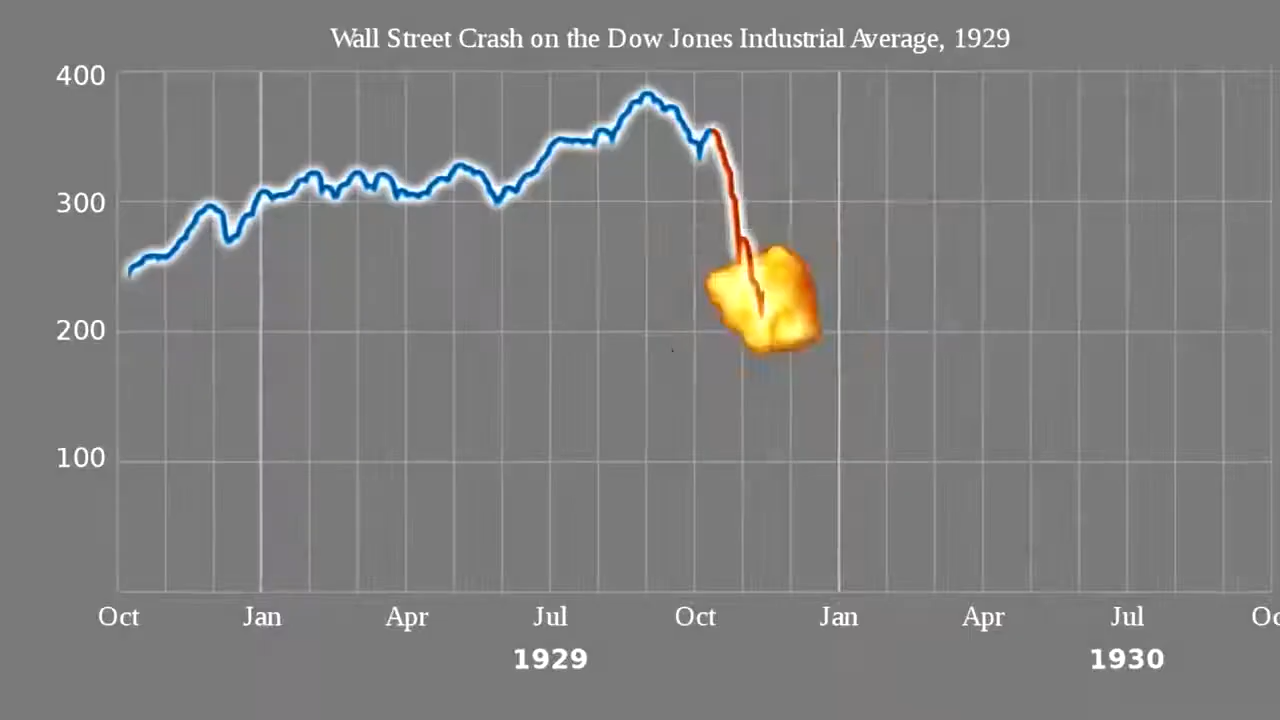 Wall Street Crash on the Dow Jones Industrial Average, 1929
400
300
200
100
Oct Jan Apr Jul Oct Jan Apr Jul Oc
1929 1930